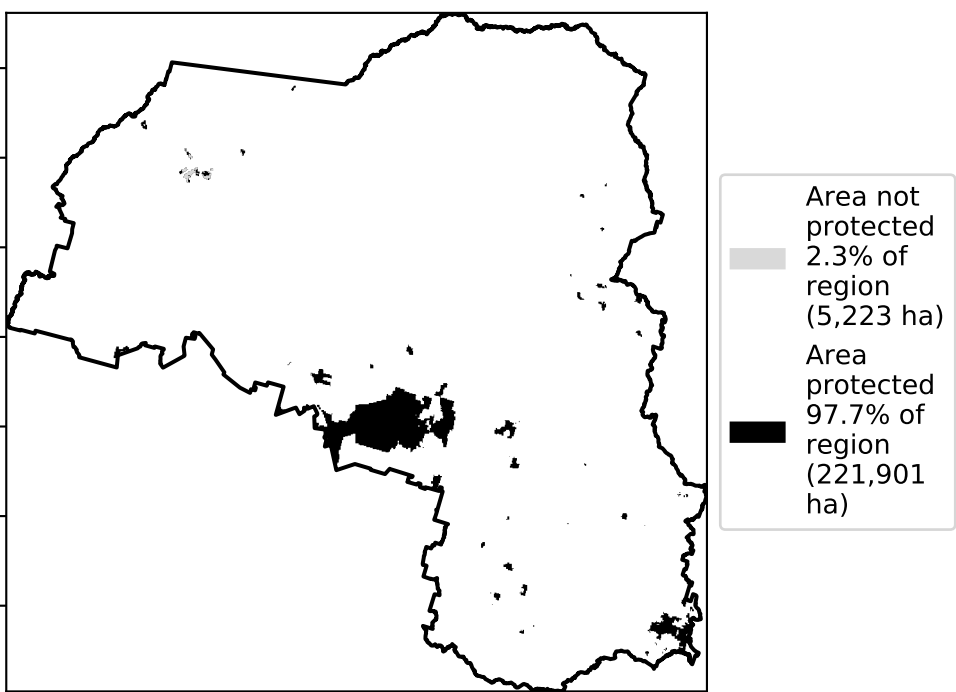 Area not
protected
2.3% of
region
(5,223 ha)
Area
protected
97.7% of
region
(221,901
ha)